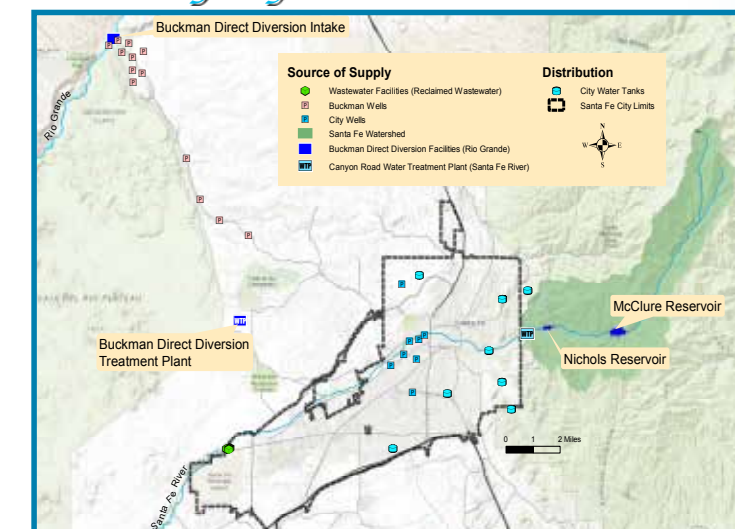 Buckman Direct Diversion Intake
Source of Supply
Wastewater Facilities (Reclaimed Wastewater)
Buckman Wells
City Wells
Santa Fe Watershed
Buckman Direct Diversion Facilities (Rio Grande)
WTP
Canyon Road Water Treatment Plant (Santa Fe River)
Distribution
City Water Tanks
Santa Fe City Limits
N
W
E
S
Rio Grande
McClure Reservoir
Nichols Reservoir
WTP
Buckman Direct Diversion
Treatment Plant
0 1 2 Miles
Santa Fe River